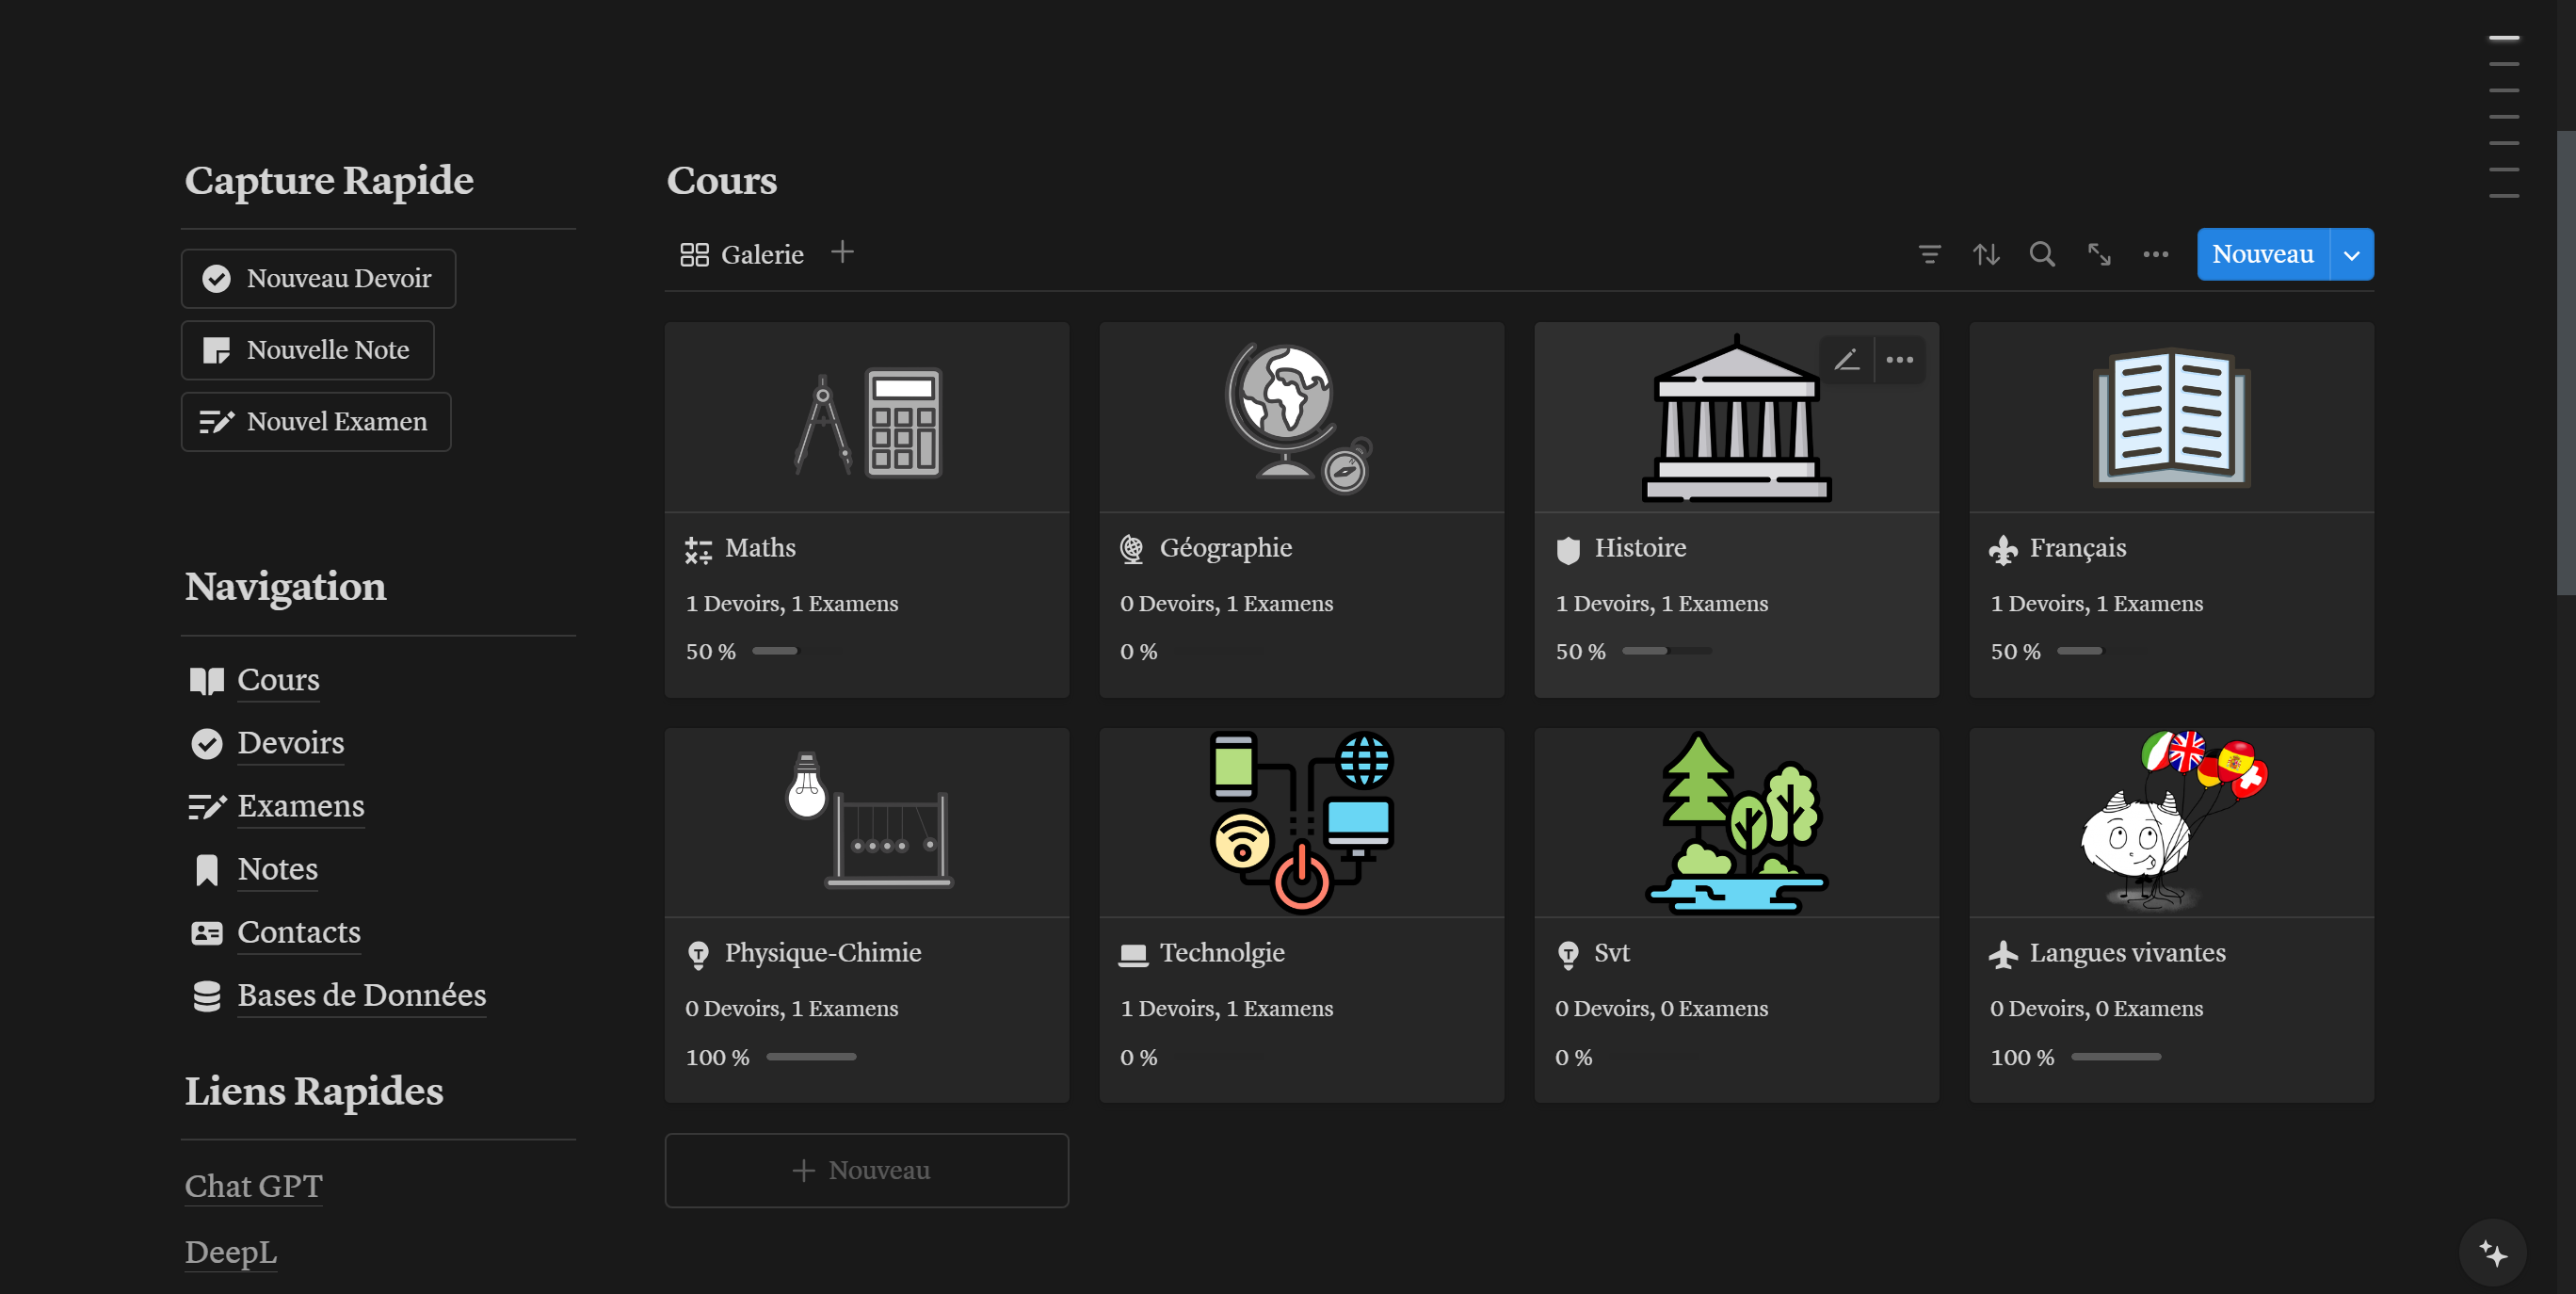 Capture Rapide
Nouveau Devoir
Nouvelle Note
Nouvel Examen
Navigation
Cours
Devoirs
Examens
Notes
Contacts
Bases de Données
Liens Rapides
Chat GPT
DeepL
Cours
Galerie
Nouveau
Maths
1 Devoirs, 1 Examens
50 %
Géographie
0 Devoirs, 1 Examens
0 %
Histoire
1 Devoirs, 1 Examens
50 %
Français
1 Devoirs, 1 Examens
50 %
Physique-Chimie
0 Devoirs, 1 Examens
100 %
Technolgie
1 Devoirs, 1 Examens
0 %
Svt
0 Devoirs, 0 Examens
0 %
Langues vivantes
0 Devoirs, 0 Examens
100 %
Nouveau